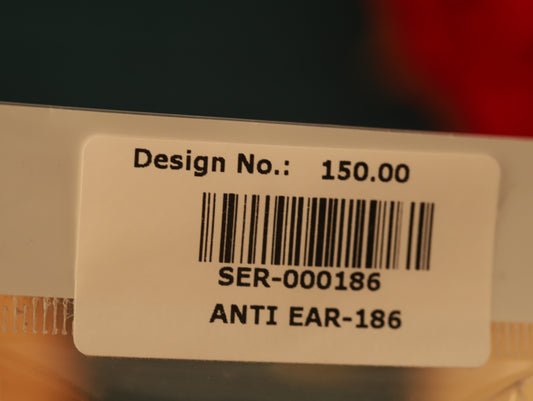 Design No.: 150.00
SER-000186
ANTI EAR-186